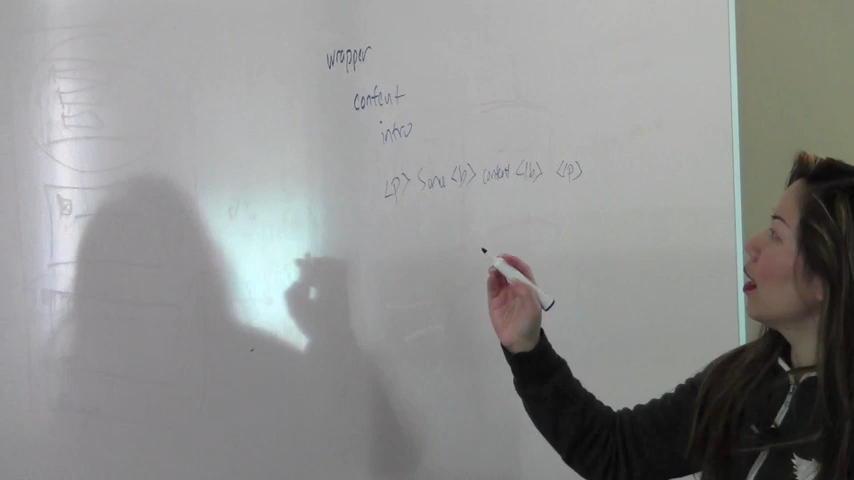 wrapper
content
intro
<p> Some <b> content </b> </p>